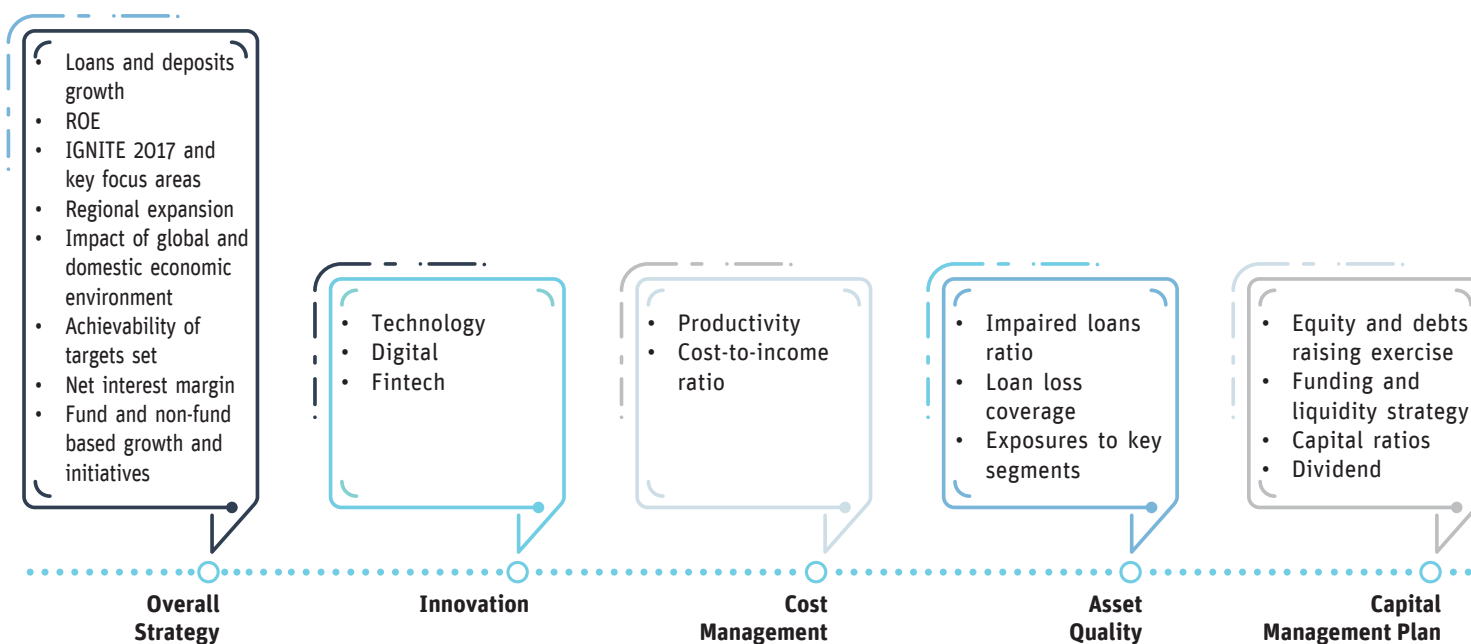 • Loans and deposits
growth
• ROE
• IGNITE 2017 and
key focus areas
• Regional expansion
• Impact of global and
domestic economic
environment
• Achievability of
targets set
• Net interest margin
• Fund and non-fund
based growth and
initiatives
Overall
Strategy
• Technology
• Digital
• Fintech
Innovation
• Productivity
• Cost-to-income
ratio
Cost
Management
• Impaired loans
ratio
• Loan loss
coverage
• Exposures to key
segments
Asset
Quality
• Equity and debts
raising exercise
• Funding and
liquidity strategy
• Capital ratios
• Dividend
Capital
Management Plan